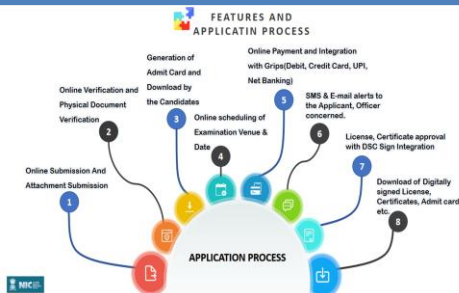 FEATURES AND
APPLICATIN PROCESS
Online Submission And
Attachment Submission
1
Online Verification and
Physical Document
Verification
2
Generation of
Admit Card and
Download by
the Candidates
3
Online scheduling of
Examination Venue &
Date
4
Online Payment and Integration
with Grips(Debit, Credit Card, UPI,
Net Banking)
5
SMS & E-mail alerts to
the Applicant, Officer
concerned.
6
License, Certificate approval
with DSC Sign Integration
7
Download of Digitally
signed License,
Certificates, Admit card
etc.
8
APPLICATION PROCESS
NIC